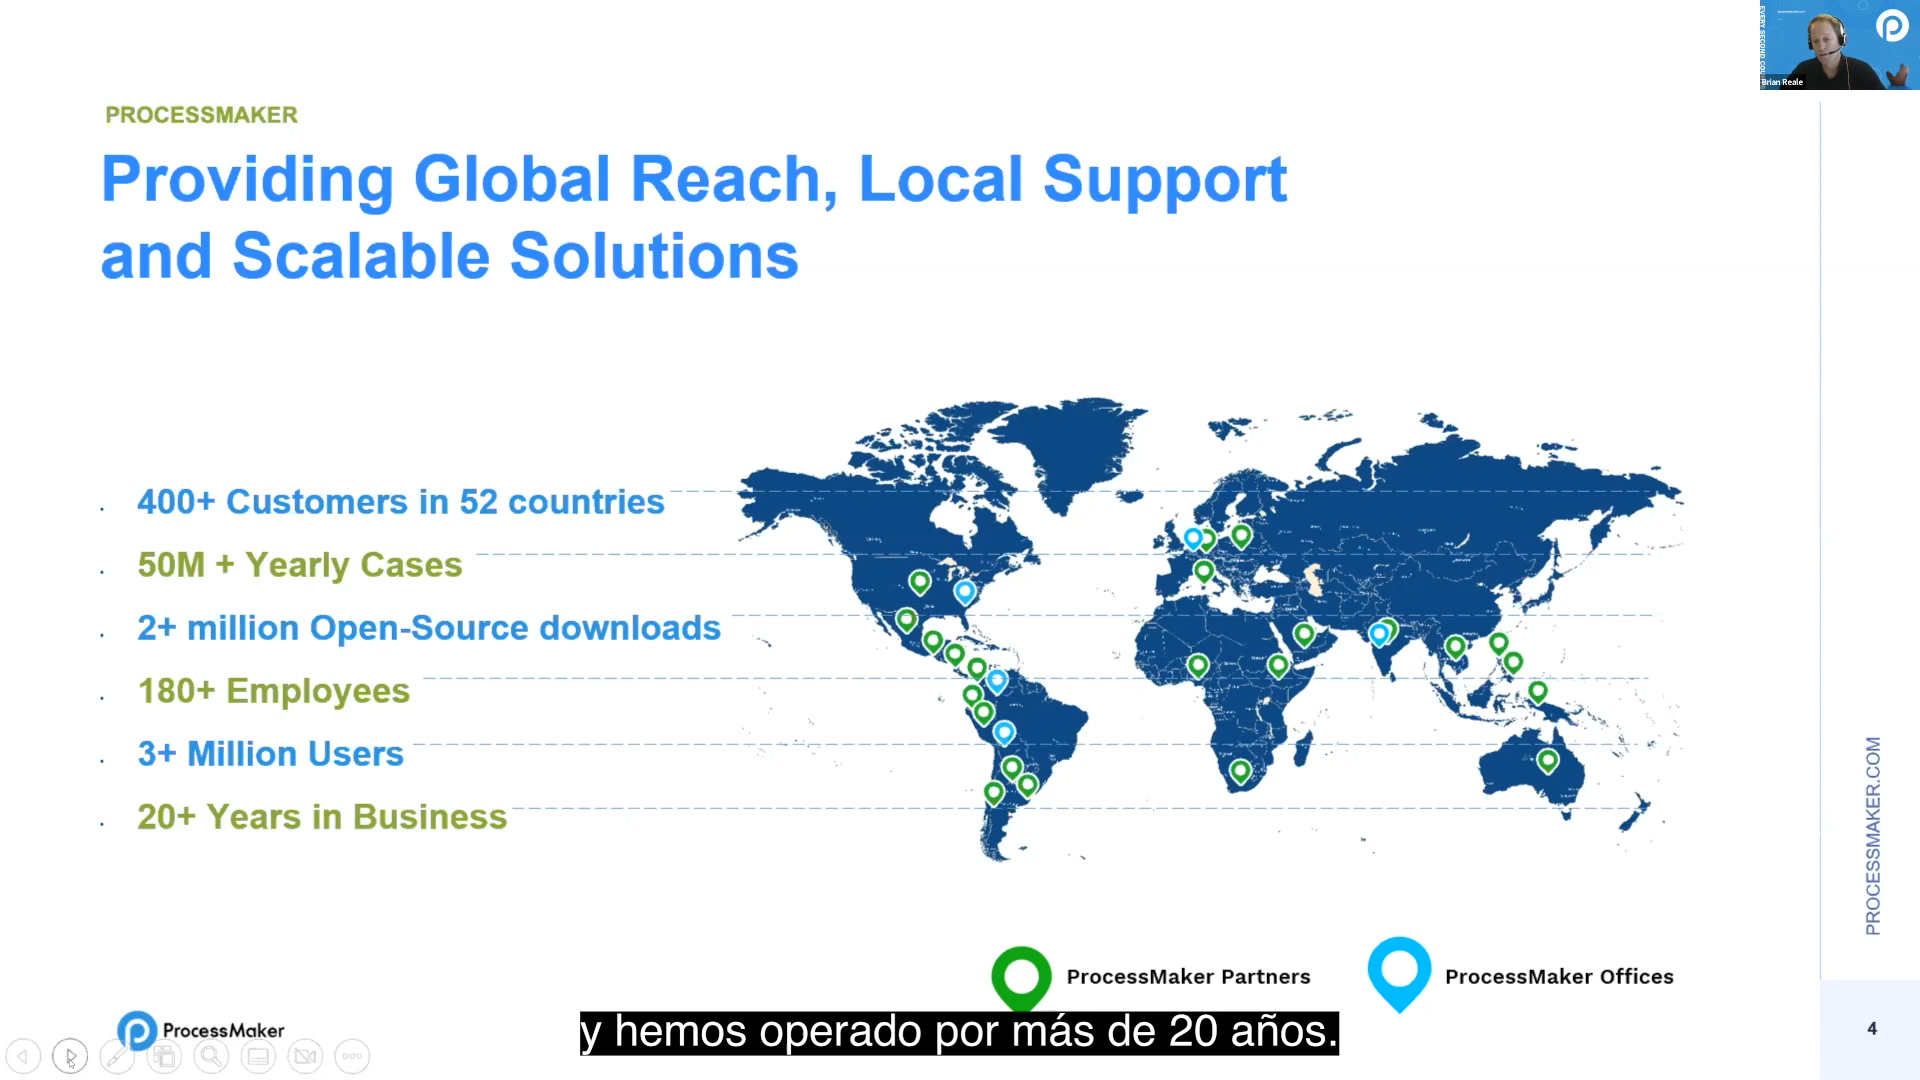 PROCESSMAKER
Providing Global Reach, Local Support
and Scalable Solutions
400+ Customers in 52 countries
50M + Yearly Cases
2+ million Open-Source downloads
180+ Employees
3+ Million Users
20+ Years in Business
ProcessMaker Partners
ProcessMaker Offices
ProcessMaker
y hemos operado por más de 20 años.
PROCESSMAKER.COM
4
Brian Reale